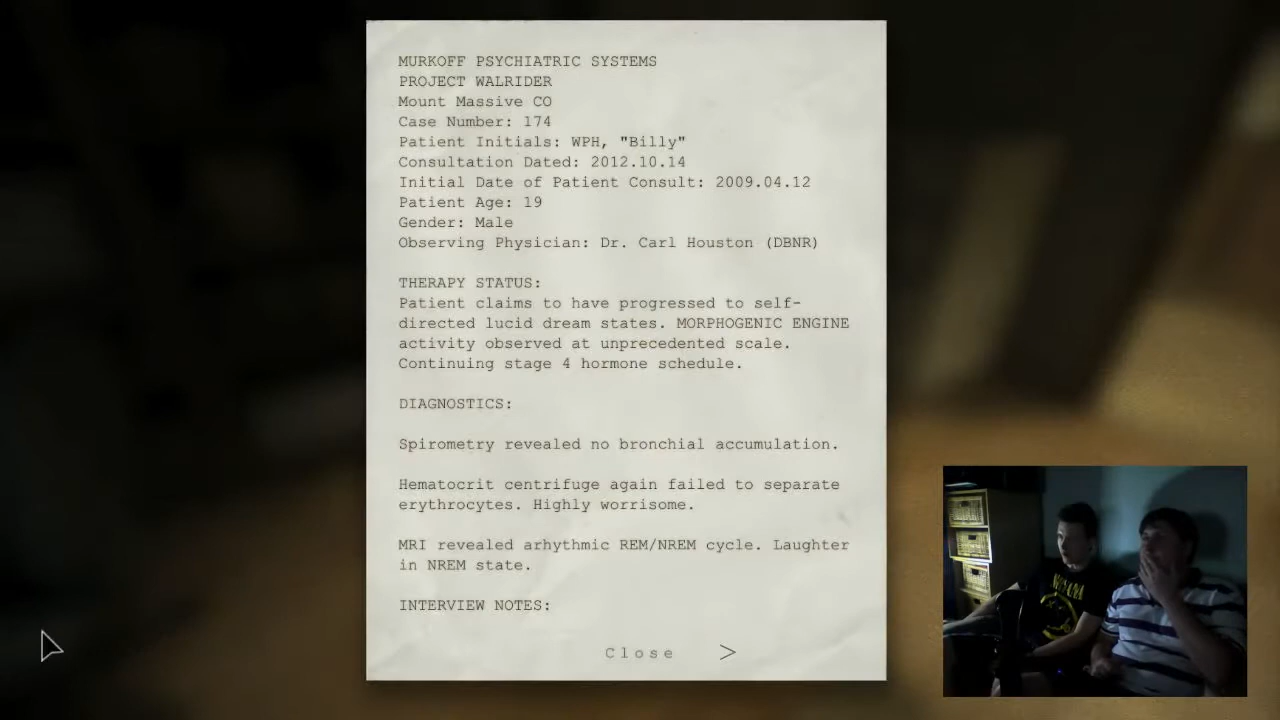 MURKOFF PSYCHIATRIC SYSTEMS
PROJECT WALRIDER
Mount Massive CO
Case Number: 174
Patient Initials: WPH, "Billy"
Consultation Dated: 2012.10.14
Initial Date of Patient Consult: 2009.04.12
Patient Age: 19
Gender: Male
Observing Physician: Dr. Carl Houston (DBNR)
THERAPY STATUS:
Patient claims to have progressed to self-
directed lucid dream states. MORPHOGENIC ENGINE
activity observed at unprecedented scale.
Continuing stage 4 hormone schedule.
DIAGNOSTICS:
Spirometry revealed no bronchial accumulation.
Hematocrit centrifuge again failed to separate
erythrocytes. Highly worrisome.
MRI revealed arhythmic REM/NREM cycle. Laughter
in NREM state.
INTERVIEW NOTES:
Close >